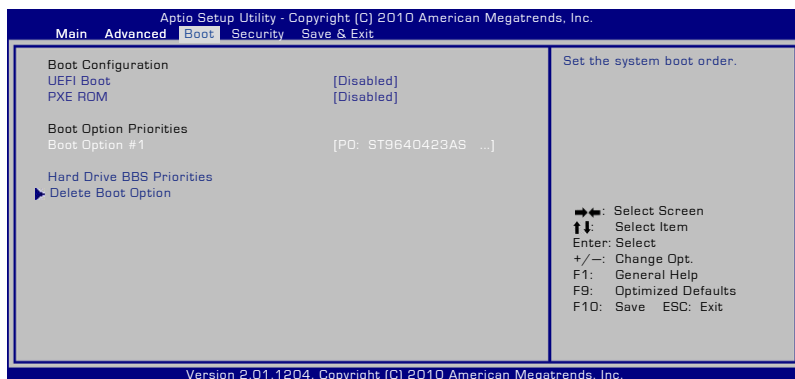 Aptio Setup Utility - Copyright (C) 2010 American Megatrends, Inc.
Main Advanced Boot Security Save & Exit
Boot Configuration
UEFI Boot [Disabled]
PXE ROM [Disabled]
Boot Option Priorities
Boot Option #1 [P0: ST9640423AS ...]
Hard Drive BBS Priorities
Delete Boot Option
Set the system boot order.
→←: Select Screen
↑↓: Select Item
Enter: Select
+/—: Change Opt.
F1: General Help
F9: Optimized Defaults
F10: Save ESC: Exit
Version 2.01.1204. Copyright (C) 2010 American Megatrends, Inc.